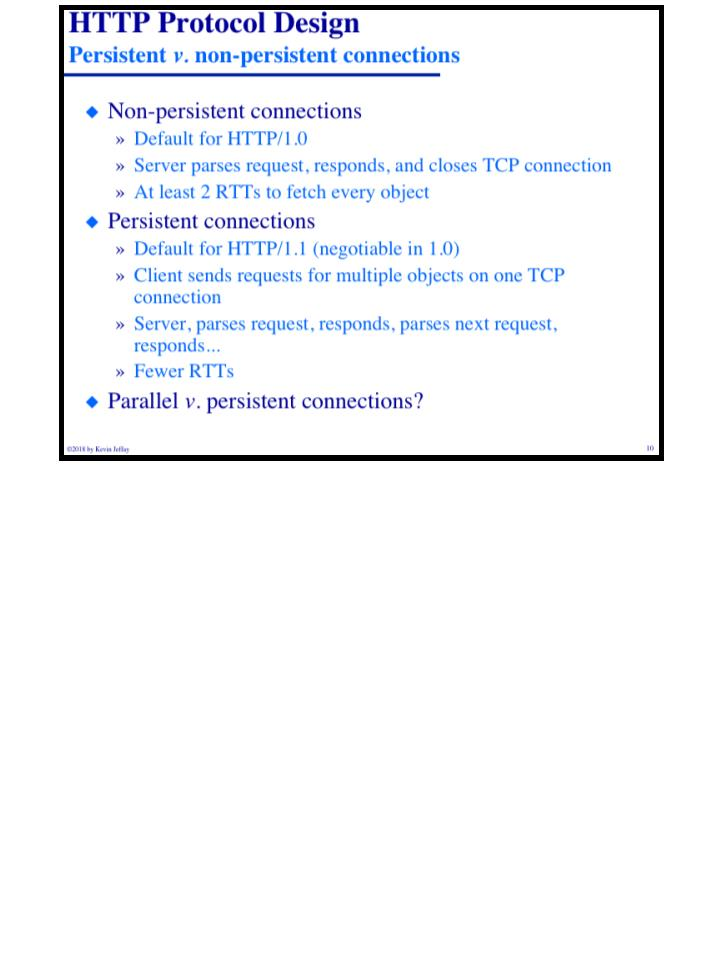 HTTP Protocol Design
Persistent v. non-persistent connections
◆ Non-persistent connections
» Default for HTTP/1.0
» Server parses request, responds, and closes TCP connection
» At least 2 RTTs to fetch every object
◆ Persistent connections
» Default for HTTP/1.1 (negotiable in 1.0)
» Client sends requests for multiple objects on one TCP
connection
» Server, parses request, responds, parses next request,
responds...
» Fewer RTTs
◆ Parallel v. persistent connections?
©2018 by Kevin Jeffay
10